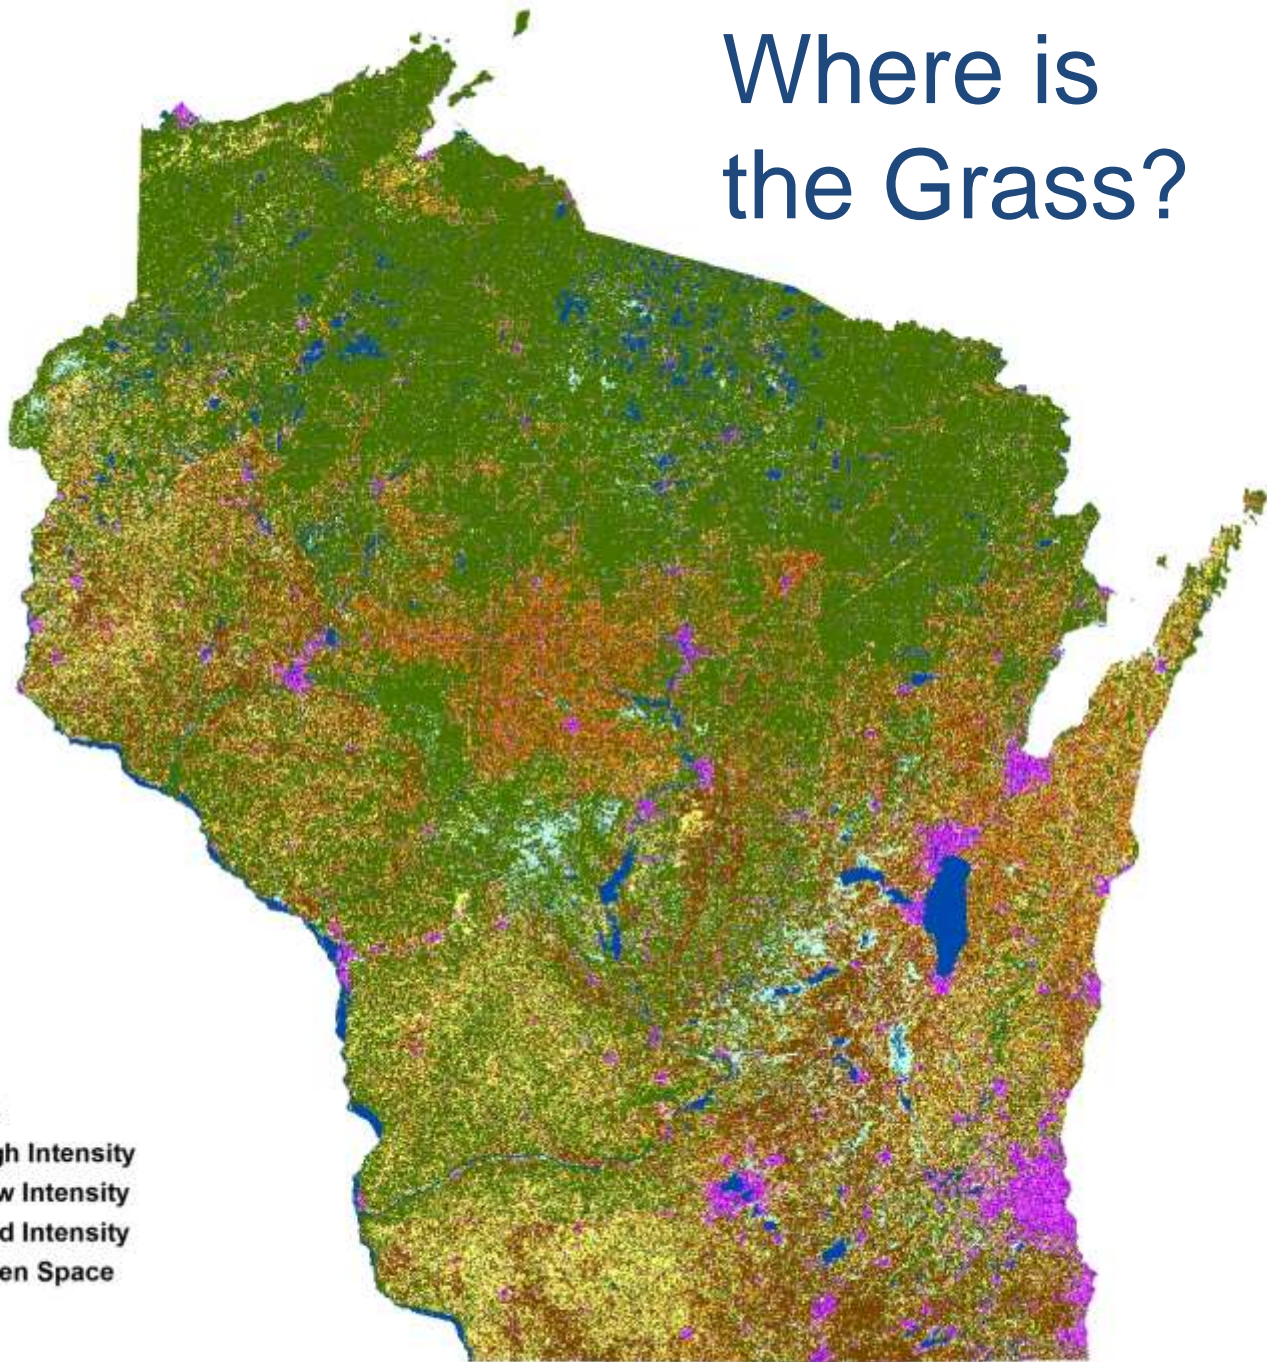 Where is
the Grass?
gh Intensity
w Intensity
d Intensity
en Space